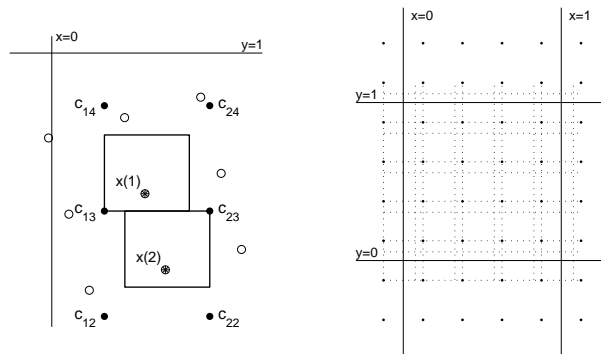 x=0
y=1
c14
c24
x(1)
c13
c23
x(2)
c12
c22
x=0
x=1
y=1
y=0